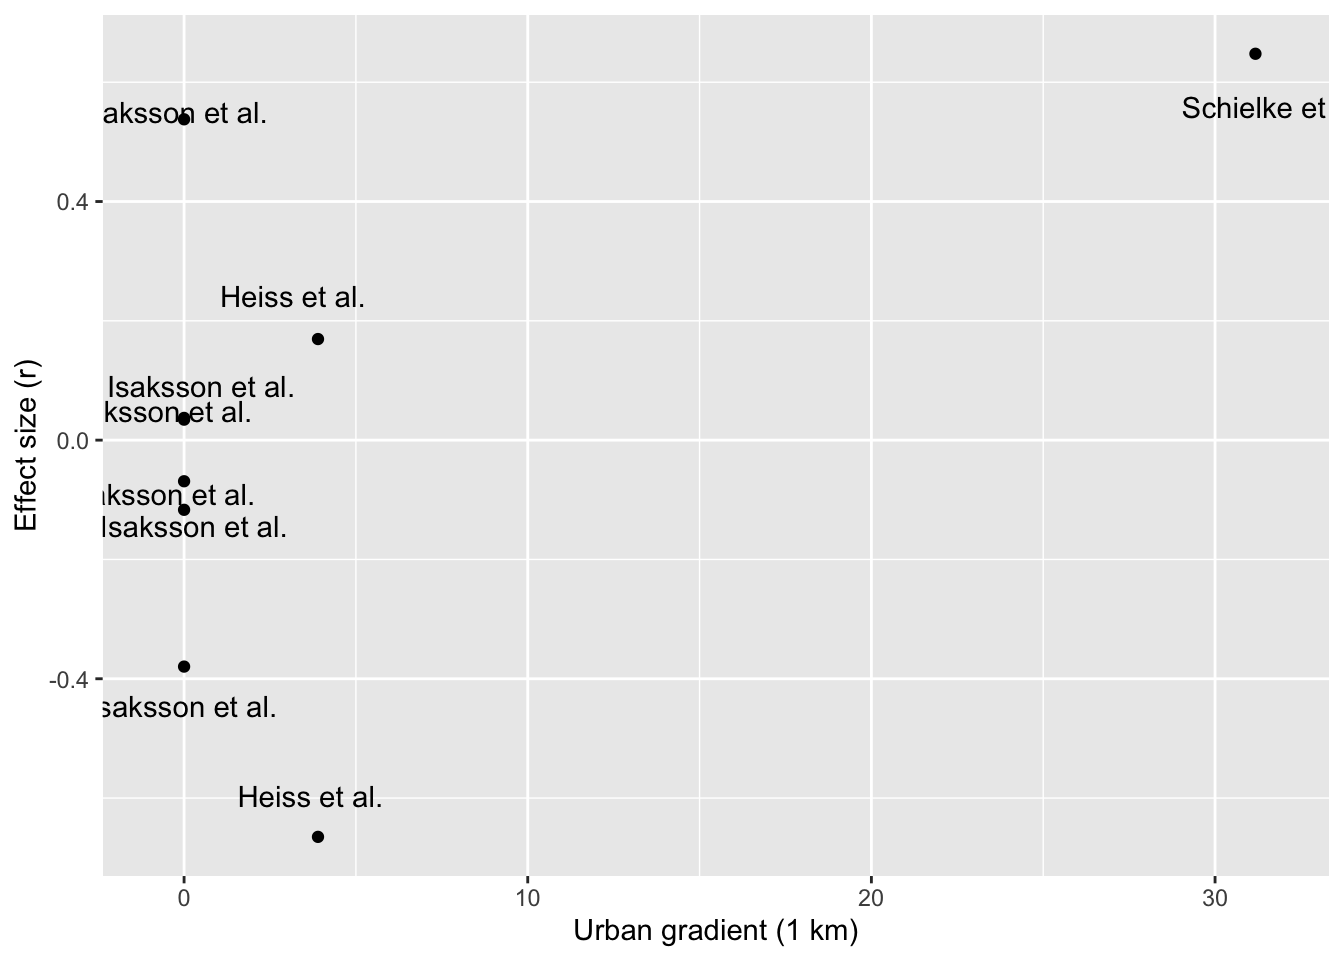 aksson et al.
Schielke et
0.4
Heiss et al.
Isaksson et al.
ksson et al.
0.0
aksson et al.
Isaksson et al.
-0.4
saksson et al.
Heiss et al.
0
10
20
30
Urban gradient (1 km)
Effect size (r)